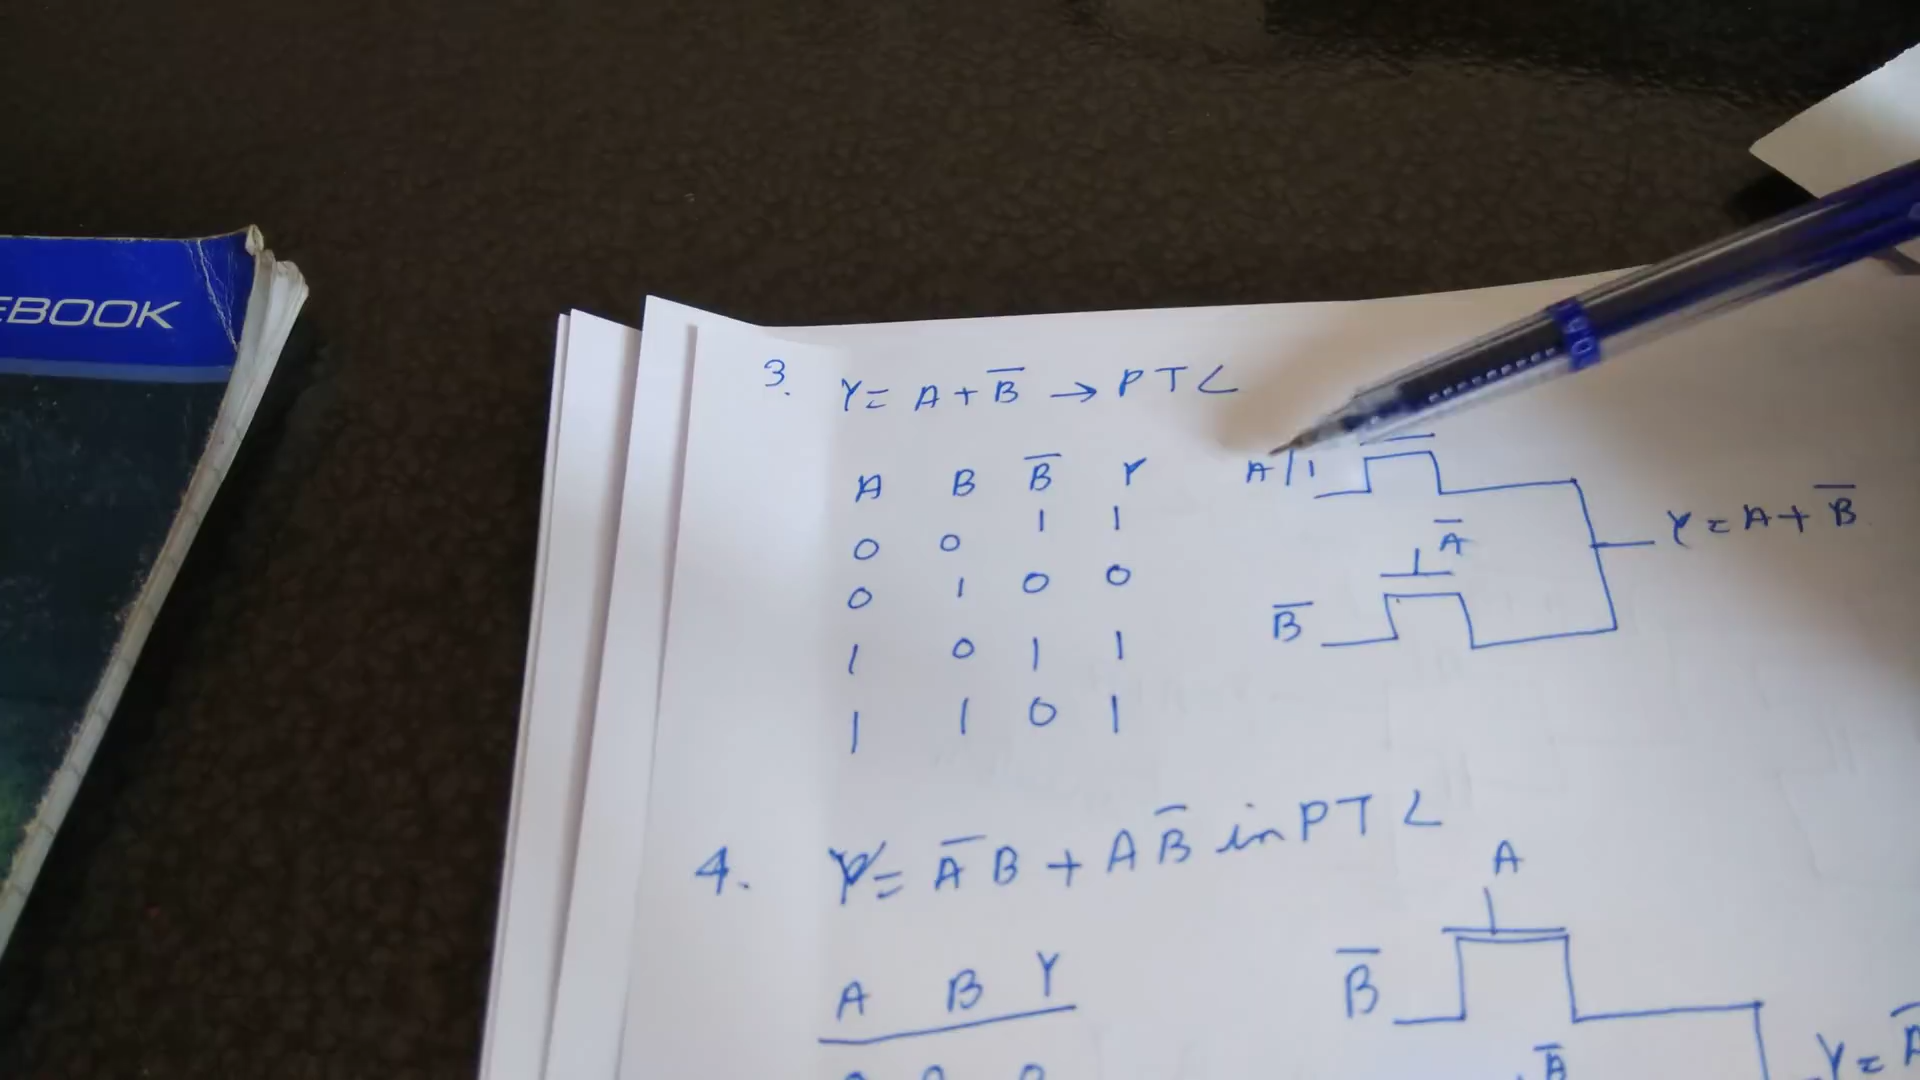 EBOOK
3. Y = A + B̅ → PTL
A B B̅ Y
0 0 1 1
0 1 0 0
1 0 1 1
1 1 0 1
A/1
A̅
B̅
Y = A + B̅
4. Y = A̅B + AB̅ in PTL
A B Y
A
B̅
A̅